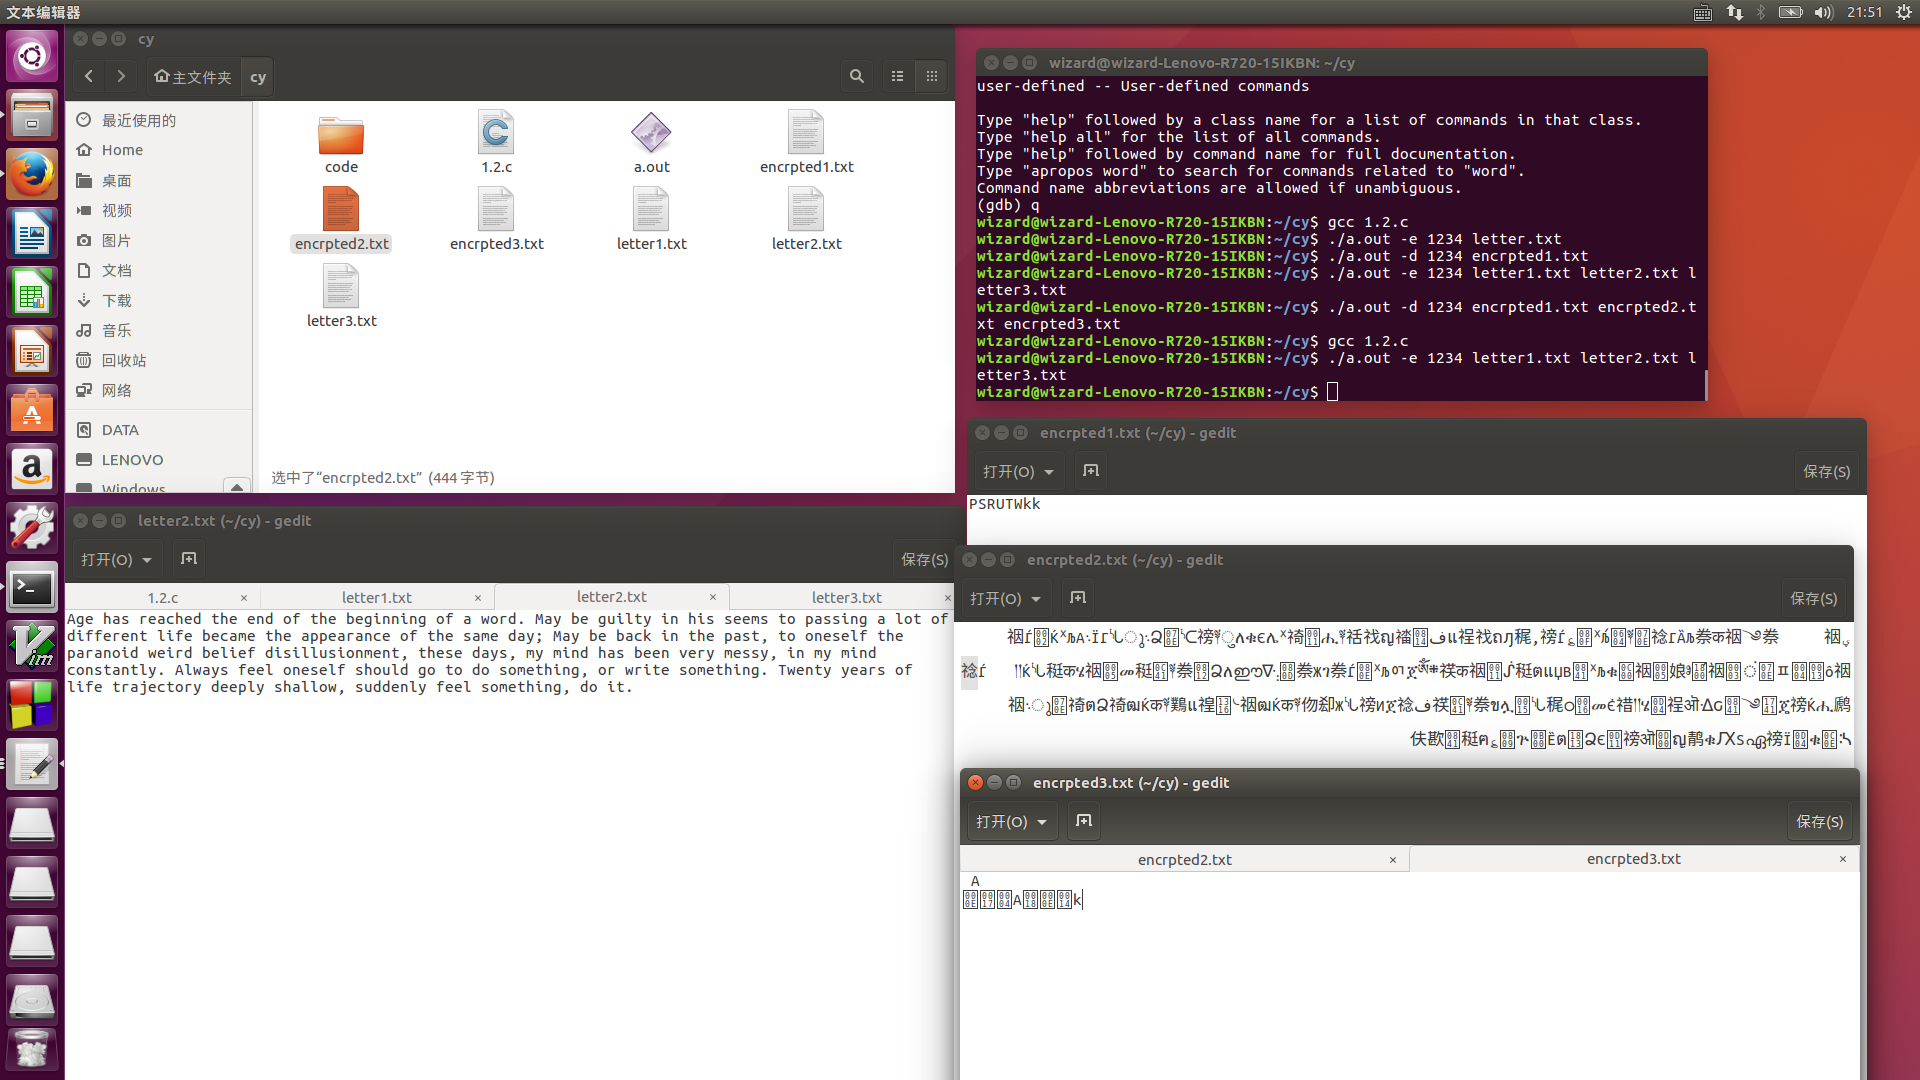 文本编辑器
21:51
cy
主文件夹
cy
最近使用的
Home
桌面
视频
图片
文档
下载
音乐
回收站
网络
DATA
LENOVO
Windows
code
1.2.c
a.out
encrpted1.txt
encrpted2.txt
encrpted3.txt
letter1.txt
letter2.txt
letter3.txt
选中了“encrpted2.txt” (444 字节)
wizard@wizard-Lenovo-R720-15IKBN: ~/cy
user-defined -- User-defined commands
Type "help" followed by a class name for a list of commands in that class.
Type "help all" for the list of all commands.
Type "help" followed by command name for full documentation.
Type "apropos word" to search for commands related to "word".
Command name abbreviations are allowed if unambiguous.
(gdb) q
wizard@wizard-Lenovo-R720-15IKBN:~/cy$ gcc 1.2.c
wizard@wizard-Lenovo-R720-15IKBN:~/cy$ ./a.out -e 1234 letter.txt
wizard@wizard-Lenovo-R720-15IKBN:~/cy$ ./a.out -d 1234 encrpted1.txt
wizard@wizard-Lenovo-R720-15IKBN:~/cy$ ./a.out -e 1234 letter1.txt letter2.txt l
etter3.txt
wizard@wizard-Lenovo-R720-15IKBN:~/cy$ ./a.out -d 1234 encrpted1.txt encrpted2.t
xt encrpted3.txt
wizard@wizard-Lenovo-R720-15IKBN:~/cy$ gcc 1.2.c
wizard@wizard-Lenovo-R720-15IKBN:~/cy$ ./a.out -e 1234 letter1.txt letter2.txt l
etter3.txt
wizard@wizard-Lenovo-R720-15IKBN:~/cy$
encrpted1.txt (~/cy) - gedit
打开(O)
保存(S)
PSRUTWkk
letter2.txt (~/cy) - gedit
打开(O)
保存(S)
1.2.c
letter1.txt
letter2.txt
letter3.txt
Age has reached the end of the beginning of a word. May be guilty in his seems to passing a lot of
different life became the appearance of the same day; May be back in the past, to oneself the
paranoid weird belief disillusionment, these days, my mind has been very messy, in my mind
constantly. Always feel oneself should go to do something, or write something. Twenty years of
life trajectory deeply shallow, suddenly feel something, do it.
encrpted2.txt (~/cy) - gedit
打开(O)
保存(S)
encrpted3.txt (~/cy) - gedit
打开(O)
保存(S)
encrpted2.txt
encrpted3.txt
A
A k